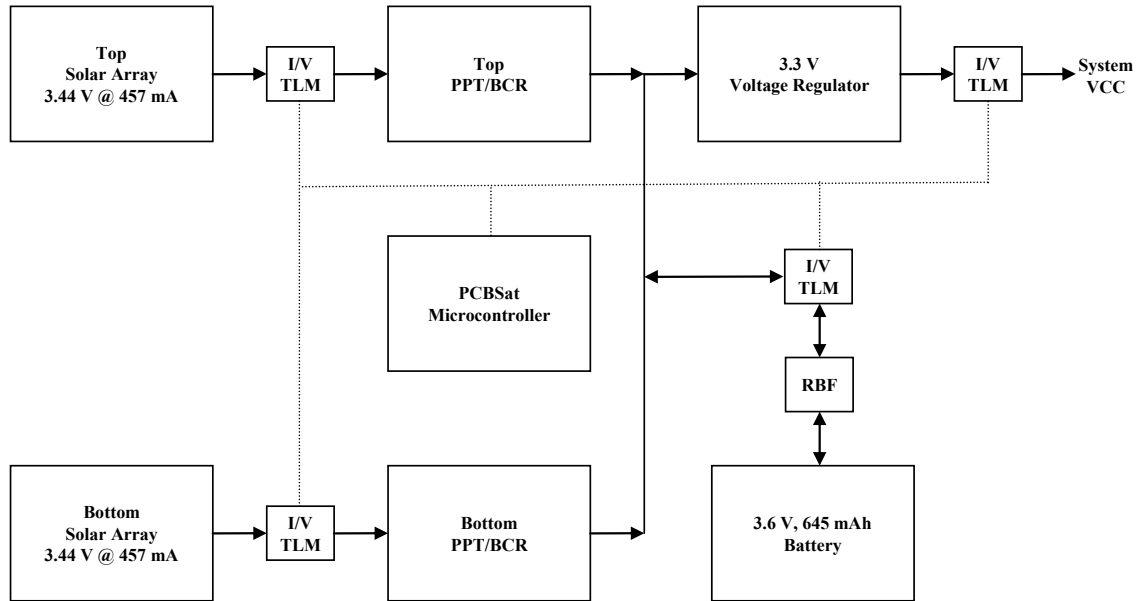 Top
Solar Array
3.44 V @ 457 mA
I/V
TLM
Top
PPT/BCR
3.3 V
Voltage Regulator
I/V
TLM
System
VCC
PCBSat
Microcontroller
I/V
TLM
RBF
Bottom
Solar Array
3.44 V @ 457 mA
I/V
TLM
Bottom
PPT/BCR
3.6 V, 645 mAh
Battery